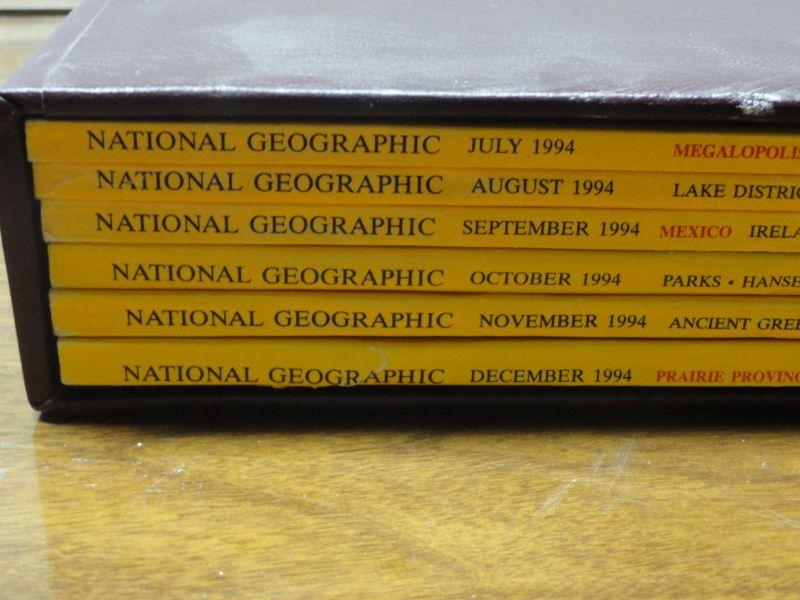 NATIONAL GEOGRAPHIC JULY 1994 MEGALOPOLIS
NATIONAL GEOGRAPHIC AUGUST 1994 LAKE DISTRIC
NATIONAL GEOGRAPHIC SEPTEMBER 1994 MEXICO IRELA
NATIONAL GEOGRAPHIC OCTOBER 1994 PARKS • HANSE
NATIONAL GEOGRAPHIC NOVEMBER 1994 ANCIENT GREE
NATIONAL GEOGRAPHIC DECEMBER 1994 PRAIRIE PROVINC